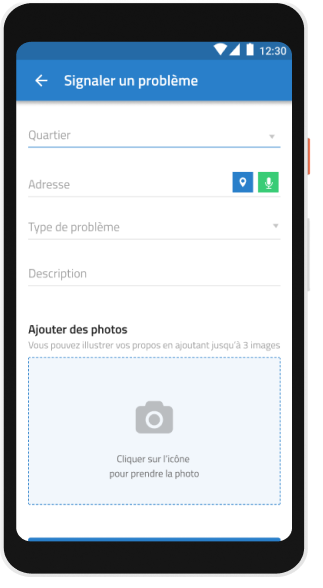 12:30
Signaler un problème
Quartier
Adresse
Type de problème
Description
Ajouter des photos
Vous pouvez illustrer vos propos en ajoutant jusqu'à 3 images
Cliquer sur l'icône
pour prendre la photo